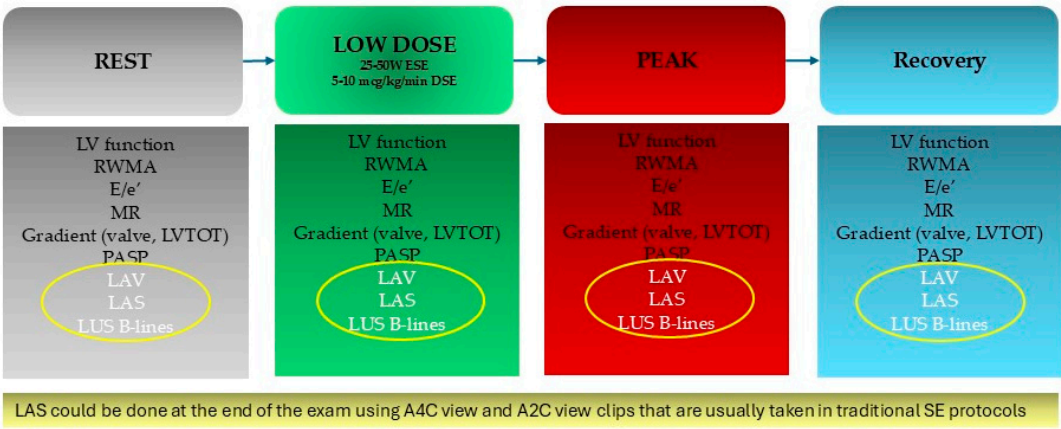 REST
LOW DOSE
25-50W ESE
5-10 mcg/kg/min DSE
PEAK
Recovery
LV function
RWMA
E/e'
MR
Gradient (valve, LVTOT)
PASP
LAV
LAS
LUS B-lines
LV function
RWMA
E/e'
MR
Gradient (valve, LVTOT)
PASP
LAV
LAS
LUS B-lines
LV function
RWMA
E/e'
MR
Gradient (valve, LVTOT)
PASP
LAV
LAS
LUS B-lines
LV function
RWMA
E/e'
MR
Gradient (valve, LVTOT)
PASP
LAV
LAS
LUS B-lines
LAS could be done at the end of the exam using A4C view and A2C view clips that are usually taken in traditional SE protocols